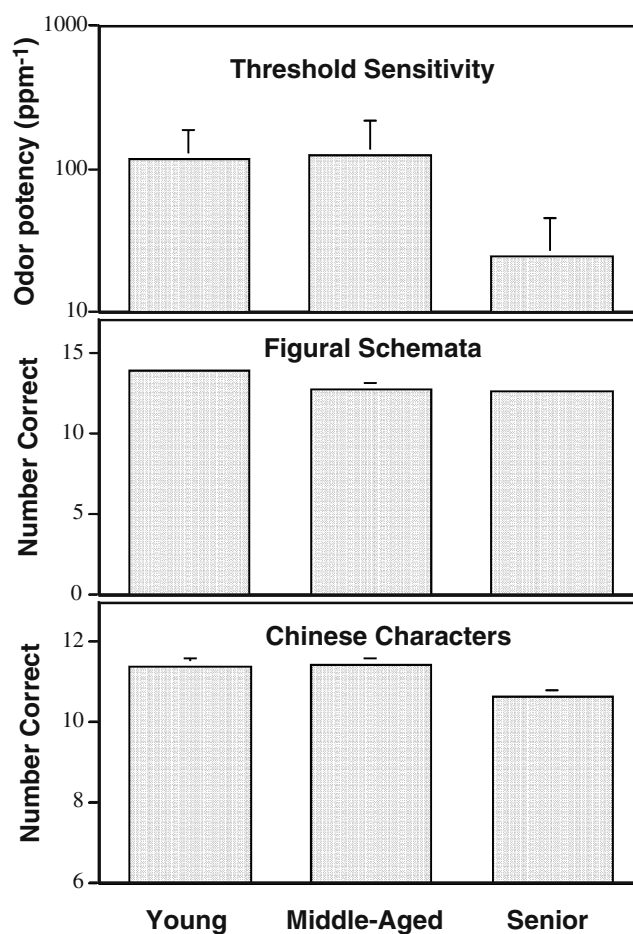 1000
Threshold Sensitivity
100
10
Odor potency (ppm-1)
Figural Schemata
15
10
5
0
Number Correct
Chinese Characters
12
10
8
6
Number Correct
Young Middle-Aged Senior